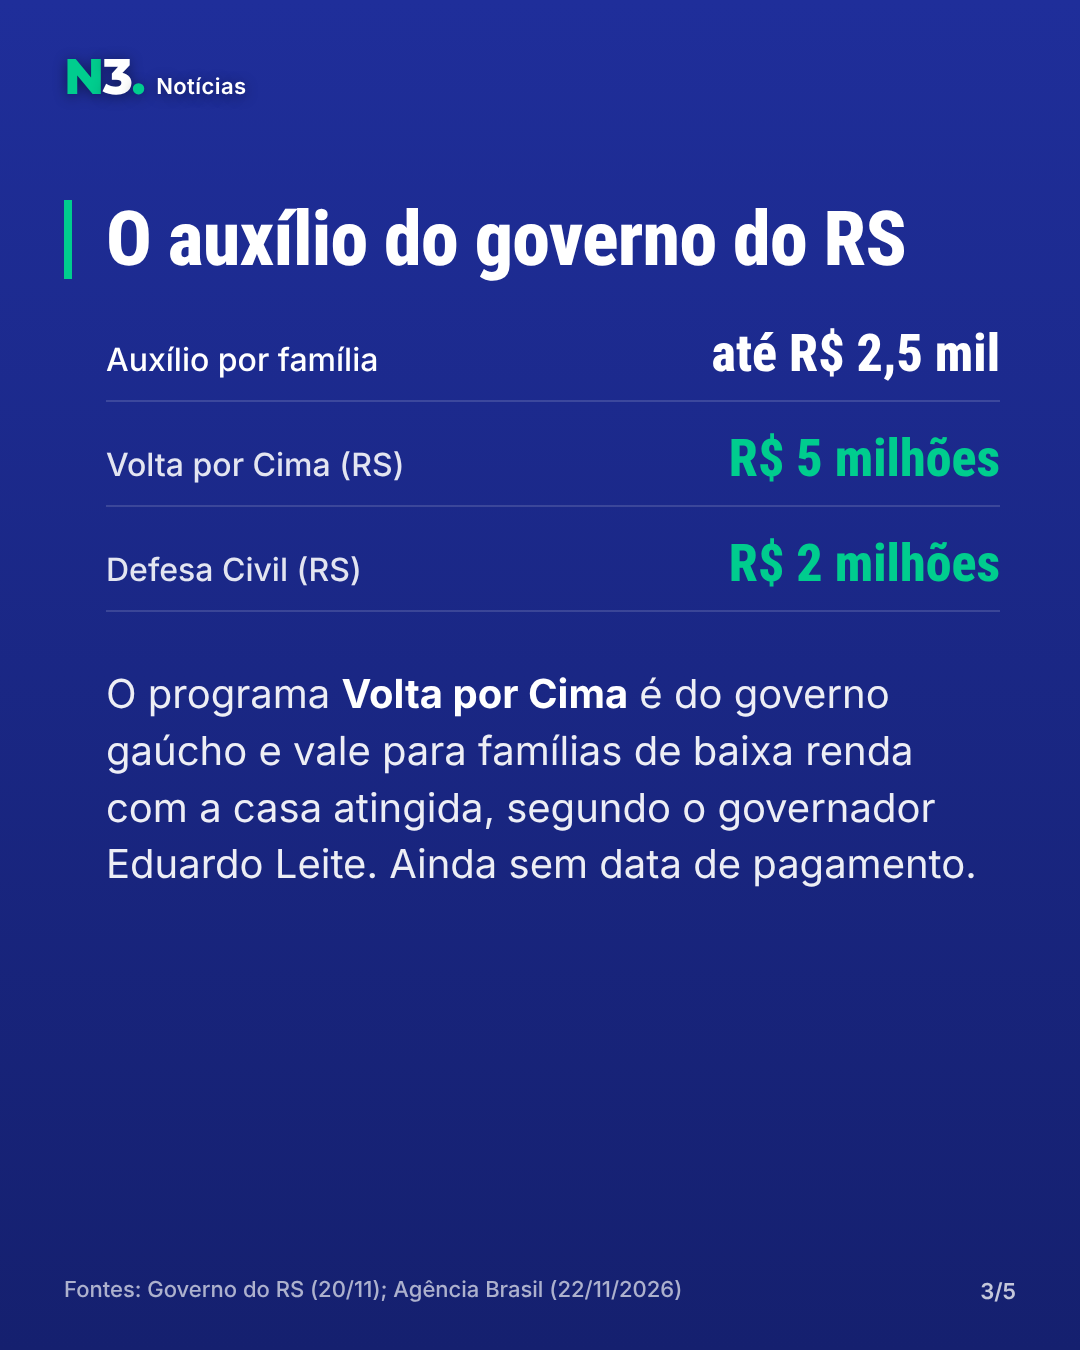 N3. Notícias
O auxílio do governo do RS
Auxílio por família até R$ 2,5 mil
Volta por Cima (RS) R$ 5 milhões
Defesa Civil (RS) R$ 2 milhões
O programa Volta por Cima é do governo
gaúcho e vale para famílias de baixa renda
com a casa atingida, segundo o governador
Eduardo Leite. Ainda sem data de pagamento.
Fontes: Governo do RS (20/11); Agência Brasil (22/11/2026) 3/5